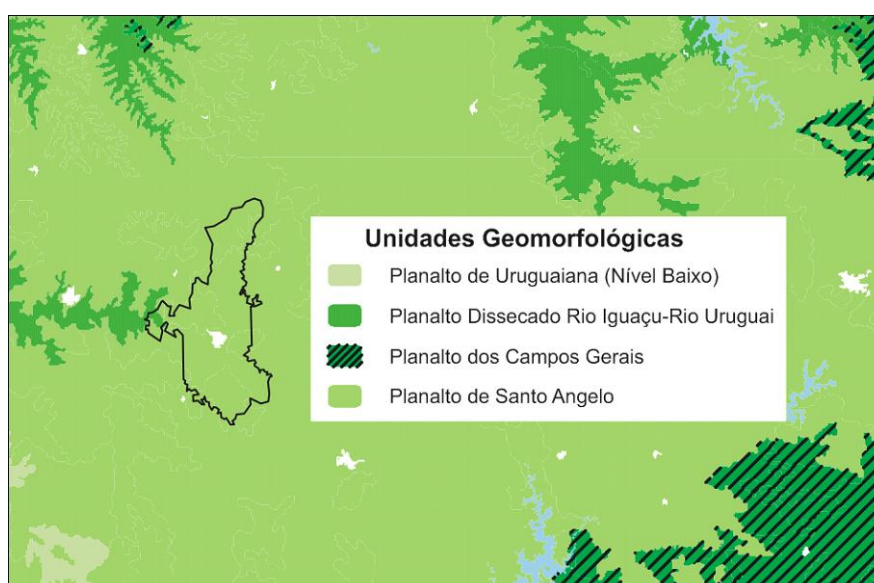 Unidades Geomorfológicas
Planalto de Uruguaiana (Nível Baixo)
Planalto Dissecado Rio Iguaçu-Rio Uruguai
Planalto dos Campos Gerais
Planalto de Santo Angelo